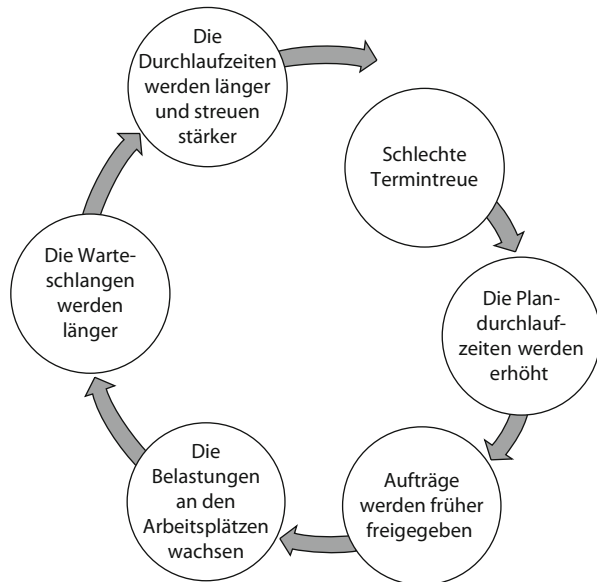 Die
Durchlaufzeiten
werden länger
und streuen
stärker
Schlechte
Termintreue
Die Plan-
durchlauf-
zeiten werden
erhöht
Aufträge
werden früher
freigegeben
Die
Belastungen
an den
Arbeitsplätzen
wachsen
Die Warte-
schlangen
werden
länger